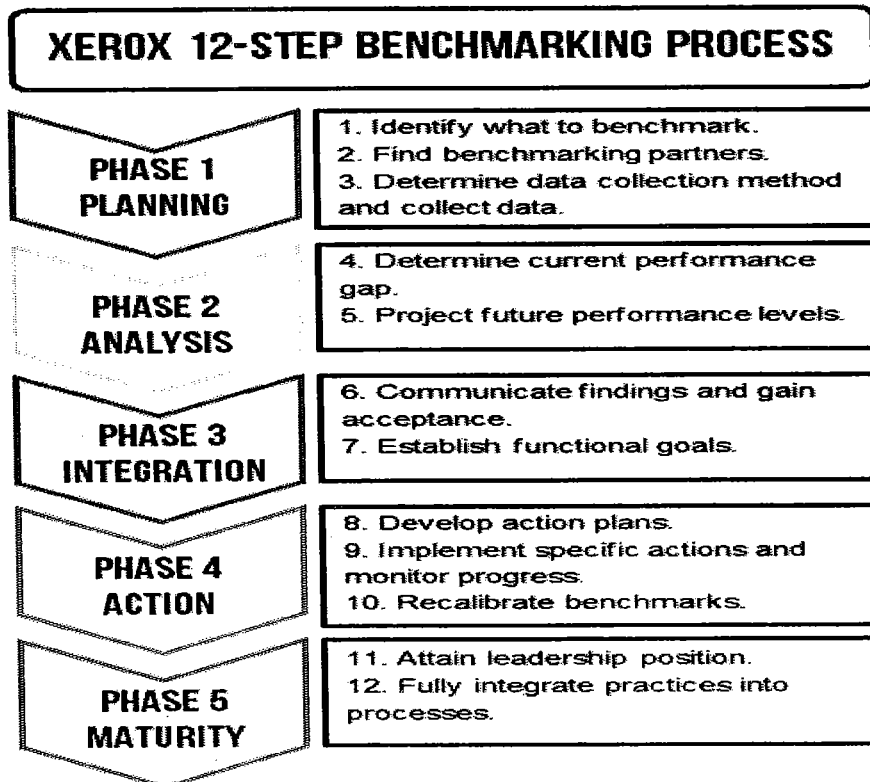 XEROX 12-STEP BENCHMARKING PROCESS
PHASE 1
PLANNING
1. Identify what to benchmark.
2. Find benchmarking partners.
3. Determine data collection method
and collect data.
PHASE 2
ANALYSIS
4. Determine current performance
gap.
5. Project future performance levels.
PHASE 3
INTEGRATION
6. Communicate findings and gain
acceptance.
7. Establish functional goals.
PHASE 4
ACTION
8. Develop action plans.
9. Implement specific actions and
monitor progress.
10. Recalibrate benchmarks.
PHASE 5
MATURITY
11. Attain leadership position.
12. Fully integrate practices into
processes.